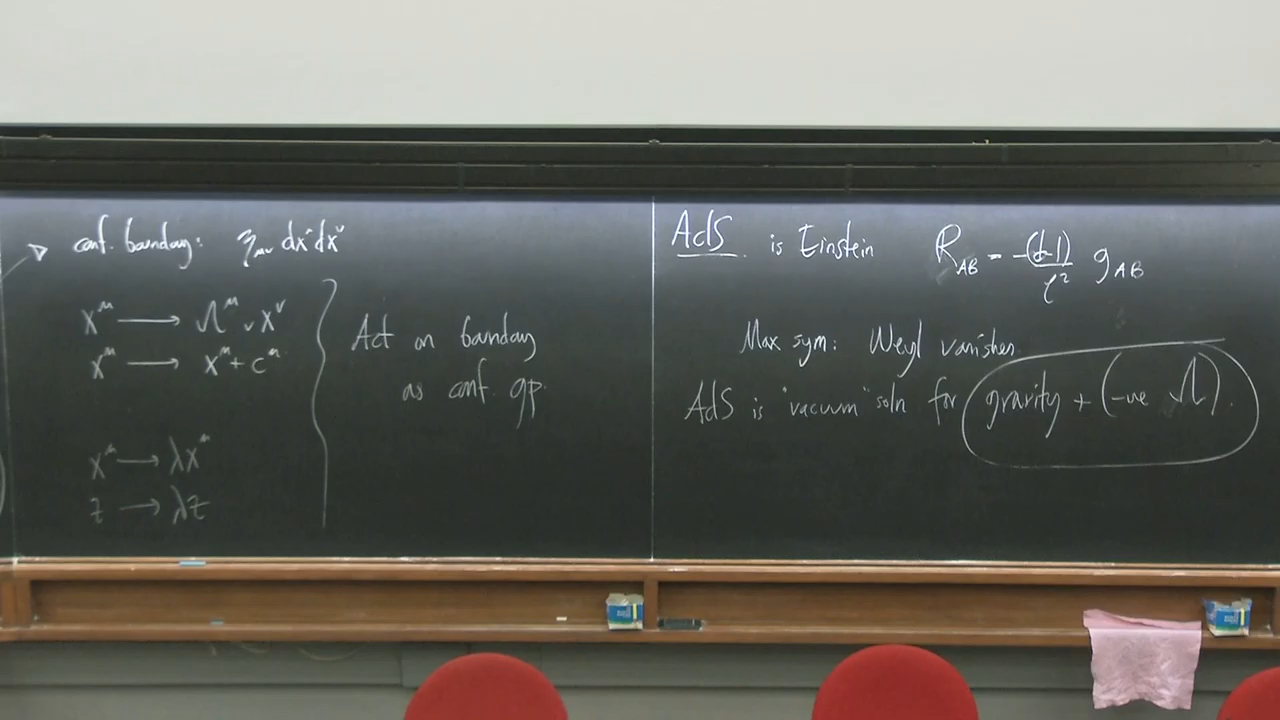 conf. boundary: η_μν dx^μ dx^ν
x^μ → Λ^μ_ν x^ν
x^μ → x^μ + c^μ
x^μ → λx^μ
z → λz
Act on boundary
as conf. gp.
AdS is Einstein R_AB = -(d-1)/ℓ² g_AB
Max sym: Weyl vanishes
AdS is "vacuum" soln for gravity + (-ve Λ).